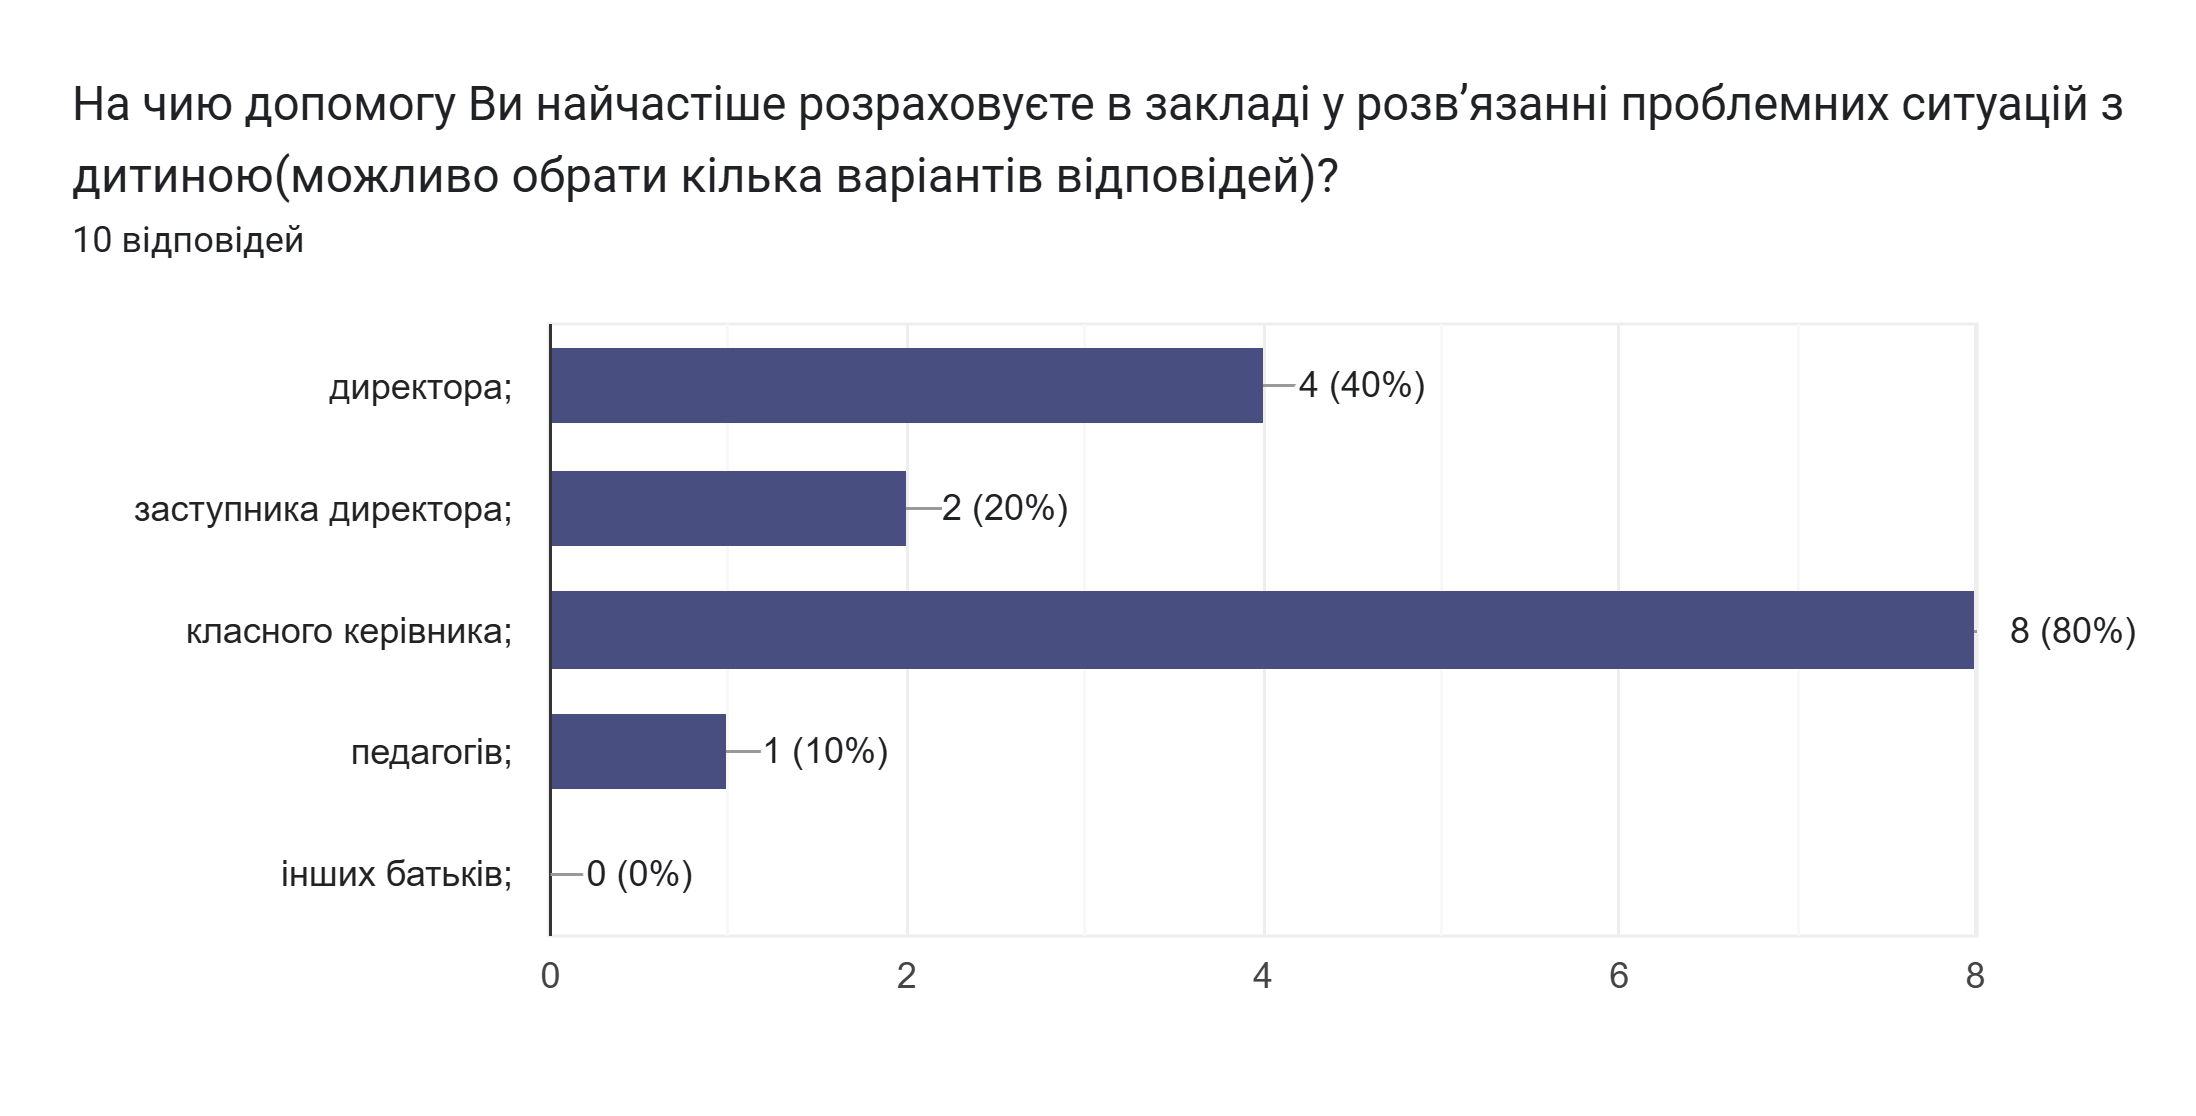 На чию допомогу Ви найчастіше розраховуєте в закладі у розв’язанні проблемних ситуацій з
дитиною(можливо обрати кілька варіантів відповідей)?
10 відповідей
директора;
4 (40%)
заступника директора;
2 (20%)
класного керівника;
8 (80%)
педагогів;
1 (10%)
інших батьків;
0 (0%)
0 2 4 6 8